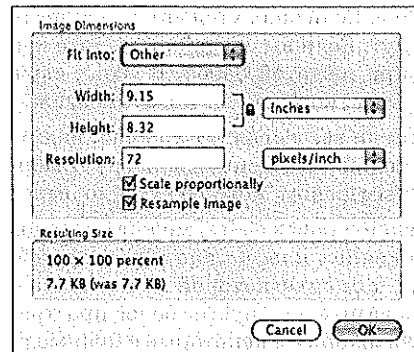 Image Dimensions
Fit into: Other
Width: 9.15
inches
Height: 8.32
Resolution: 72 pixels/inch
Scale proportionally
Resample Image
Resulting Size
100 × 100 percent
7.7 KB (was 7.7 KB)
Cancel OK